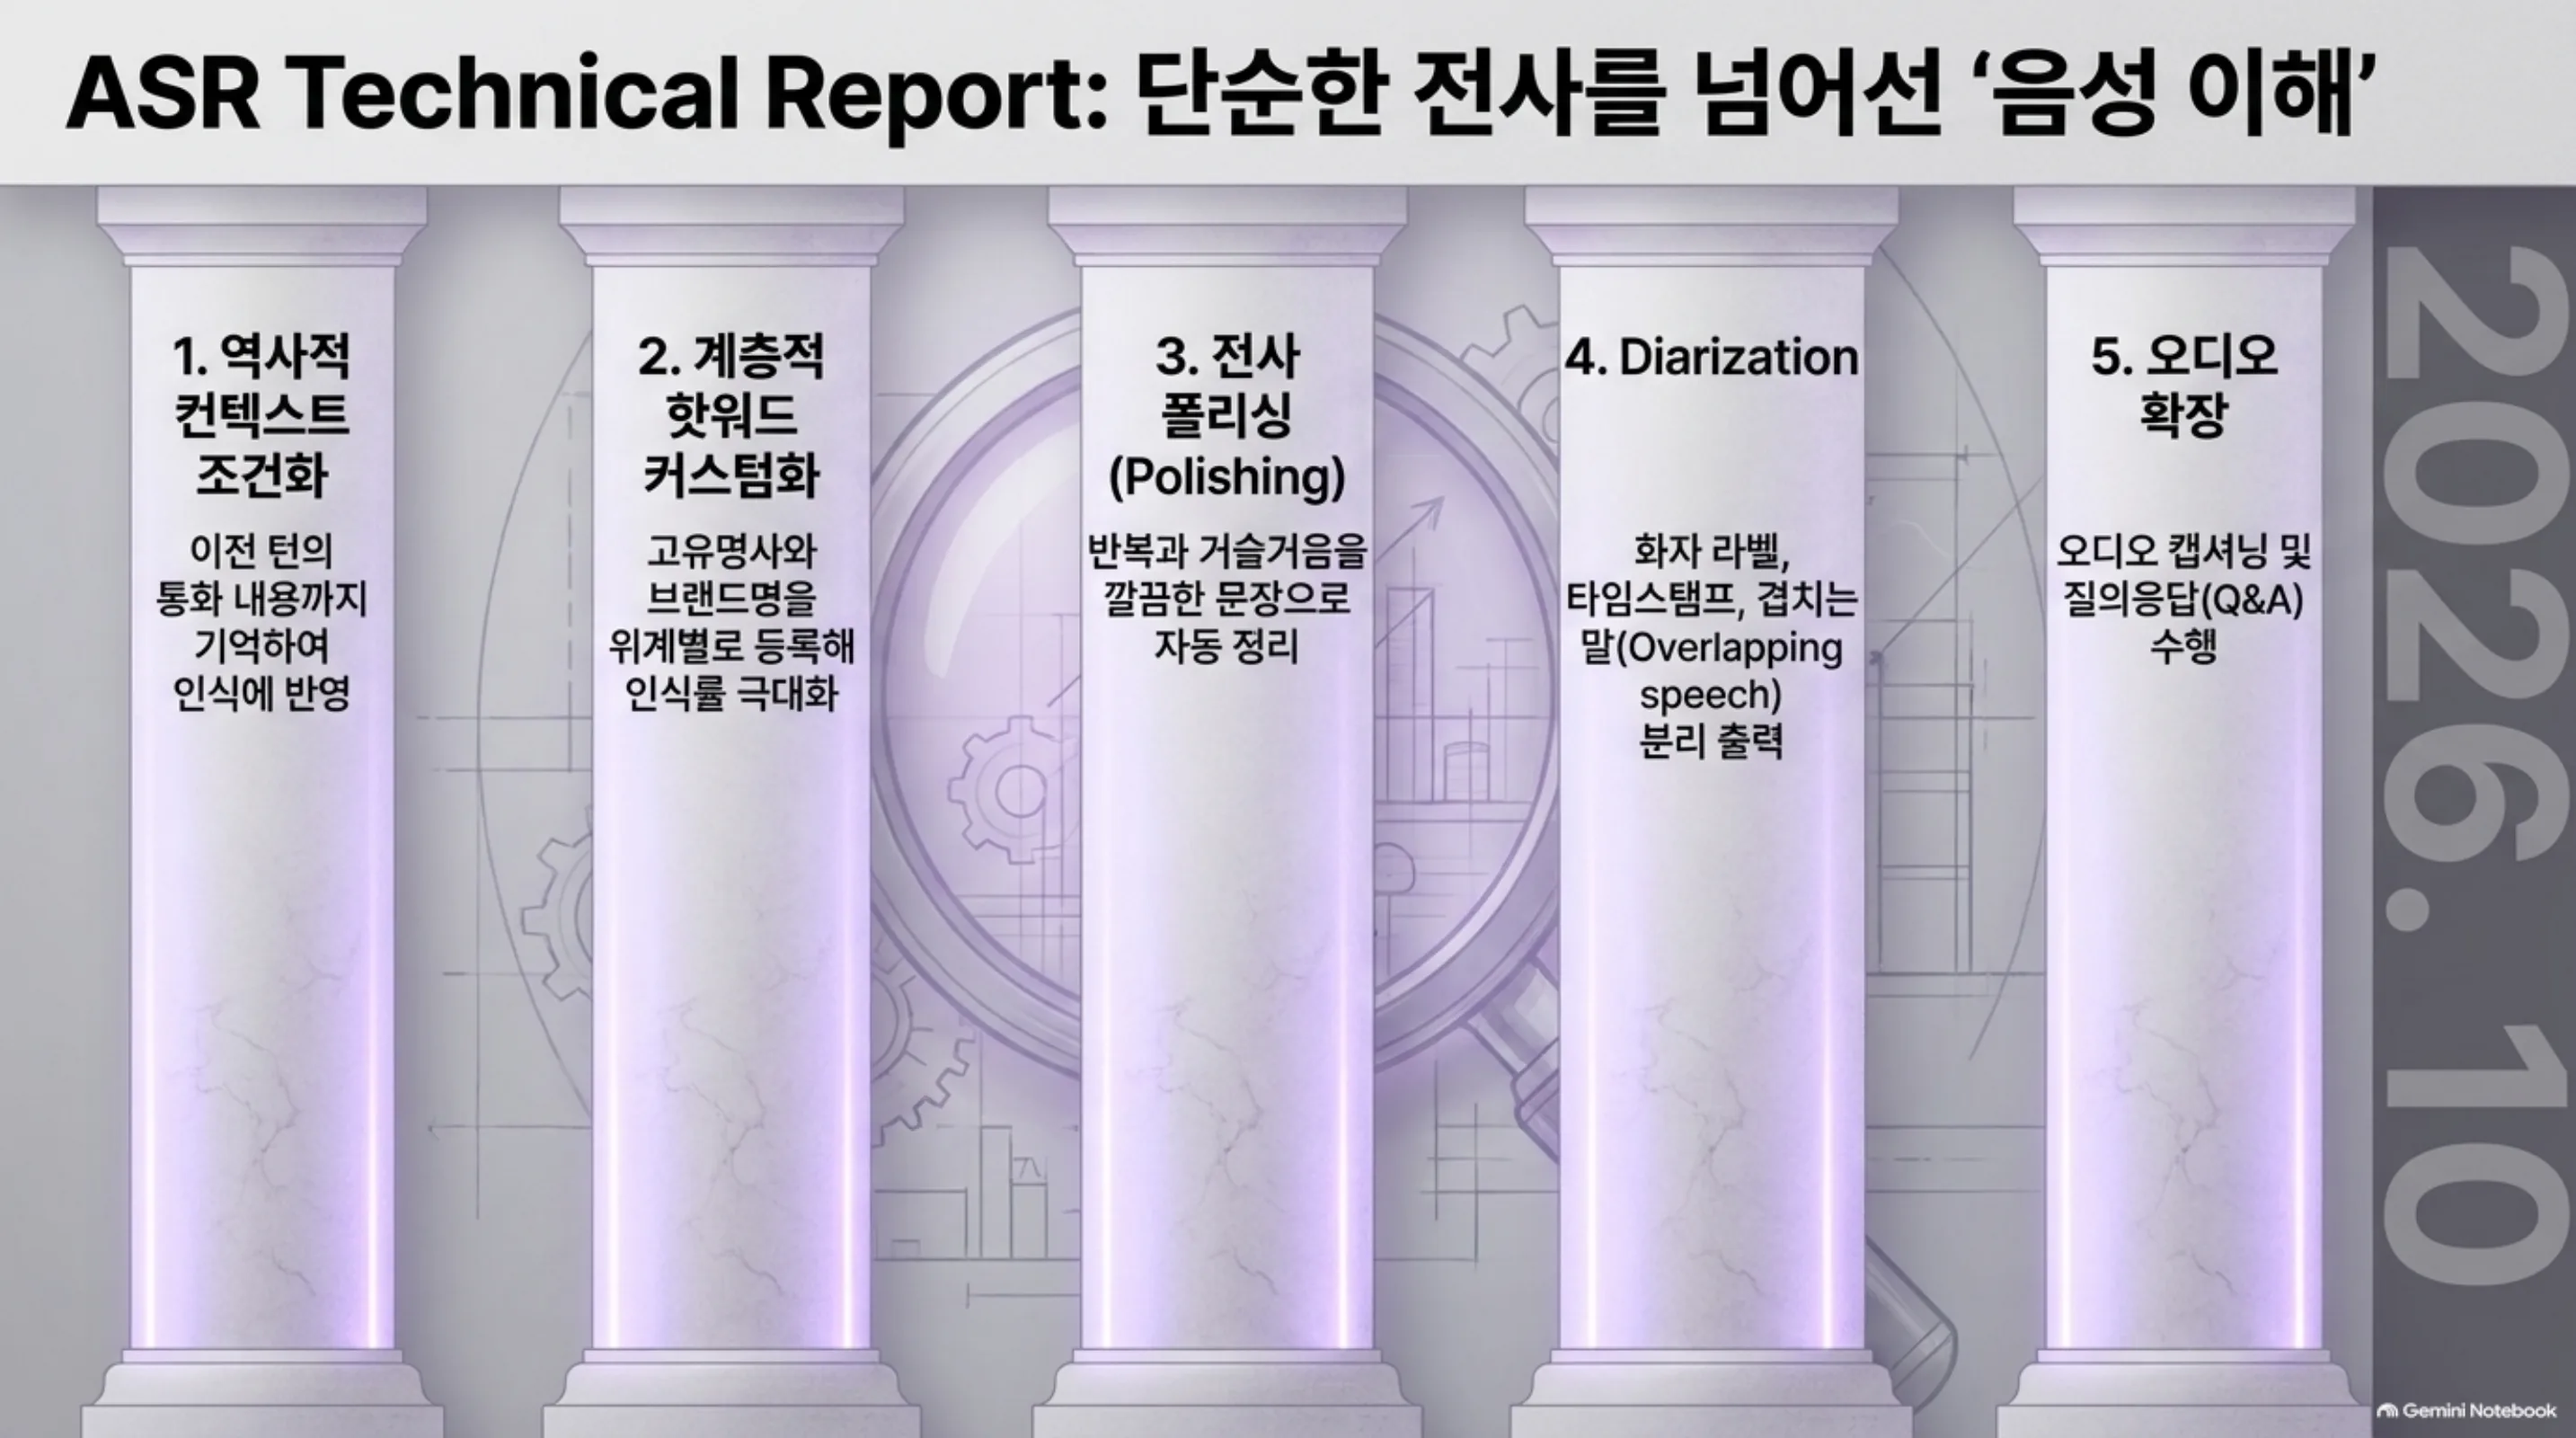 ASR Technical Report: 단순한 전사를 넘어선 ‘음성 이해’
1. 역사적
컨텍스트
조건화
이전 턴의
통화 내용까지
기억하여
인식에 반영
2. 계층적
핫워드
커스텀화
고유명사와
브랜드명을
위계별로 등록해
인식률 극대화
3. 전사
폴리싱
(Polishing)
반복과 거슬거음을
깔끔한 문장으로
자동 정리
4. Diarization
화자 라벨,
타임스탬프, 겹치는
말(Overlapping
speech)
분리 출력
5. 오디오
확장
오디오 캡셔닝 및
질의응답(Q&A)
수행
2026. 10
Gemini Notebook